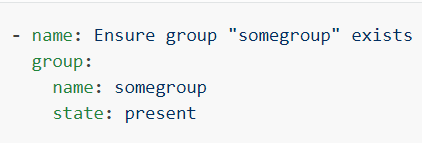 - name: Ensure group "somegroup" exists
  group:
    name: somegroup
    state: present